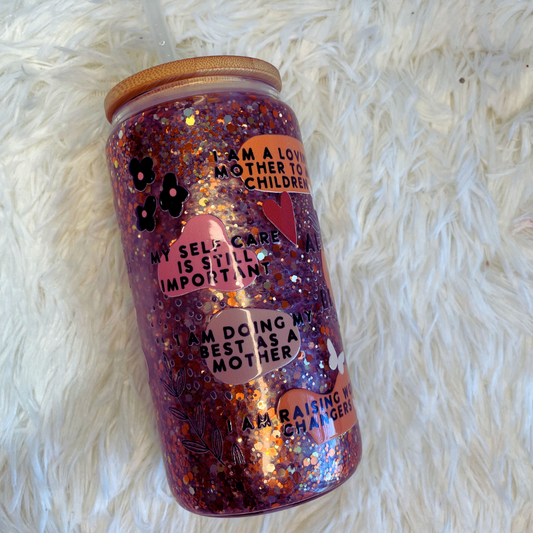 I AM A LOVIN
MOTHER TO
CHILDREN
MY SELF CARE
IS STILL
IMPORTANT
I AM DOING MY
BEST AS A
MOTHER
I AM RAISING
CHANGERS